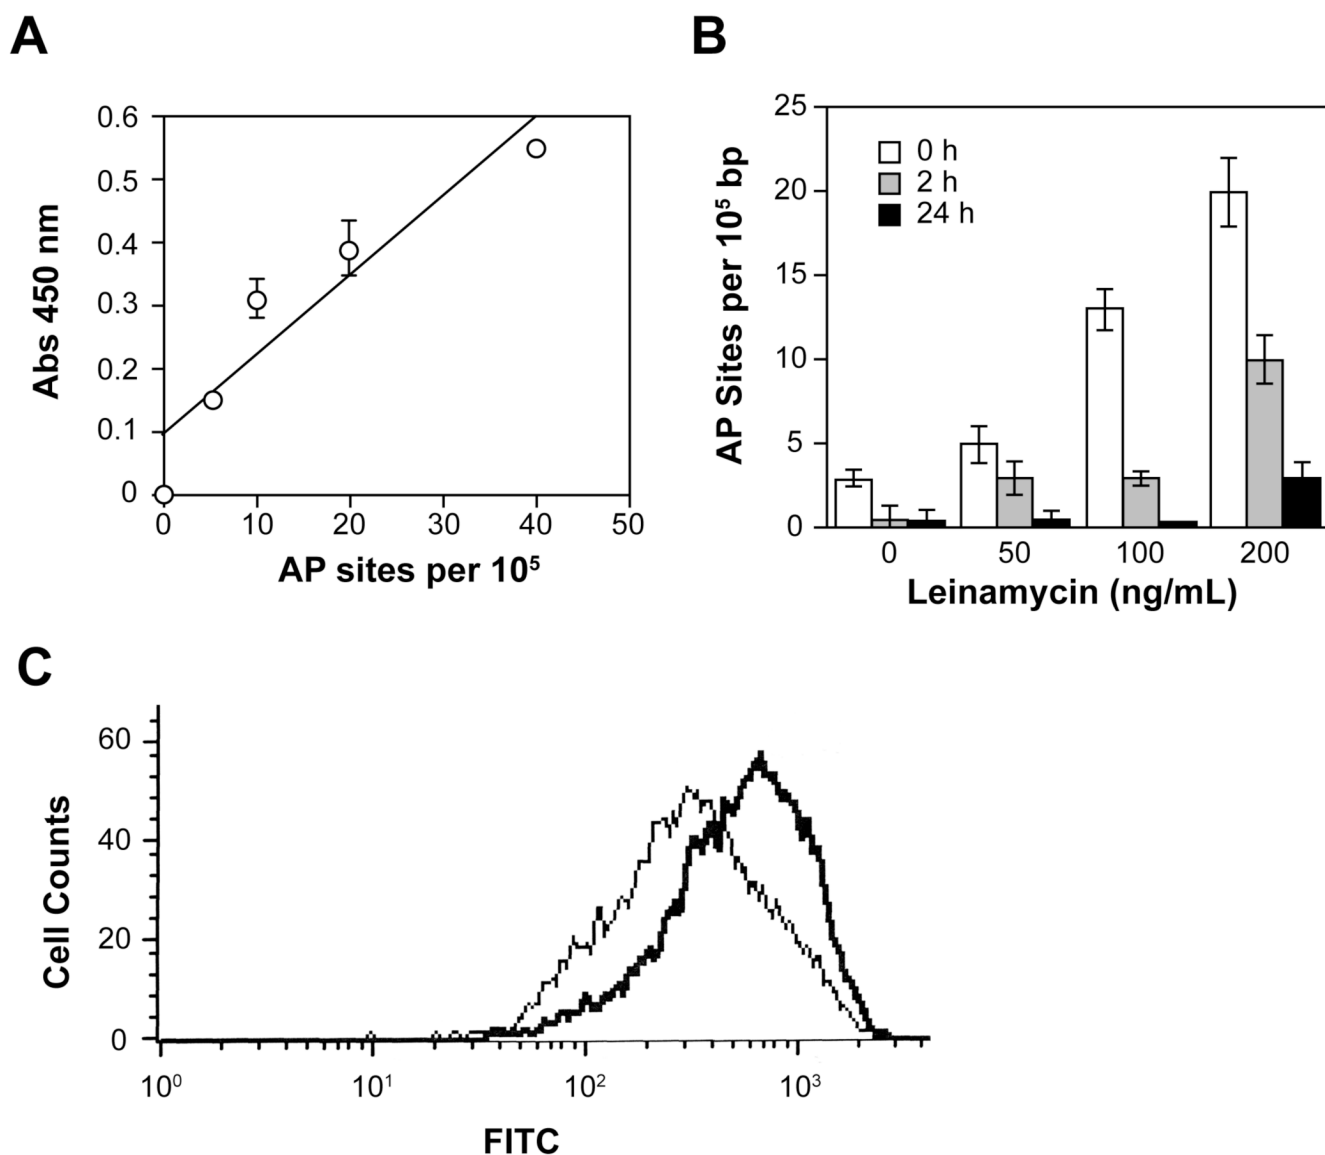 A
Abs 450 nm
0.6
0.5
0.4
0.3
0.2
0.1
0
0 10 20 30 40 50
AP sites per 10⁵
B
AP Sites per 10⁵ bp
25
20
15
10
5
0
0 h
2 h
24 h
0 50 100 200
Leinamycin (ng/mL)
C
Cell Counts
60
40
20
0
10⁰ 10¹ 10² 10³
FITC